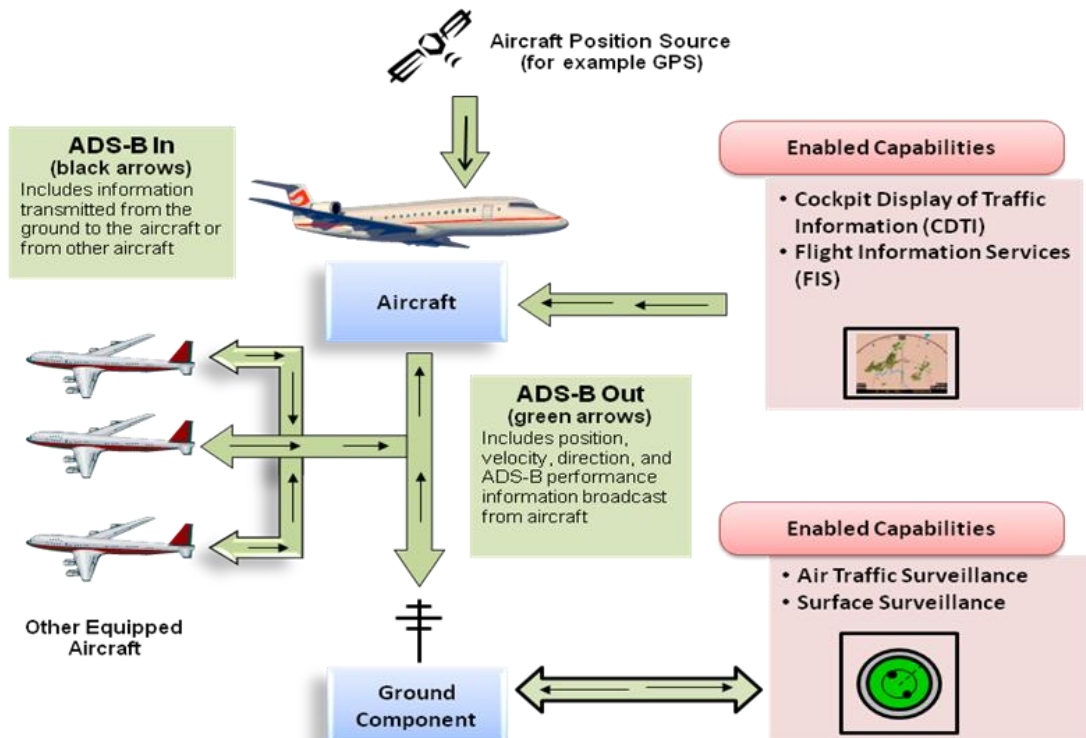 Aircraft Position Source
(for example GPS)
ADS-B In
(black arrows)
Includes information
transmitted from the
ground to the aircraft or
from other aircraft
Enabled Capabilities
• Cockpit Display of Traffic
Information (CDTI)
• Flight Information Services
(FIS)
Aircraft
ADS-B Out
(green arrows)
Includes position,
velocity, direction, and
ADS-B performance
information broadcast
from aircraft
Enabled Capabilities
• Air Traffic Surveillance
• Surface Surveillance
Other Equipped
Aircraft
Ground
Component